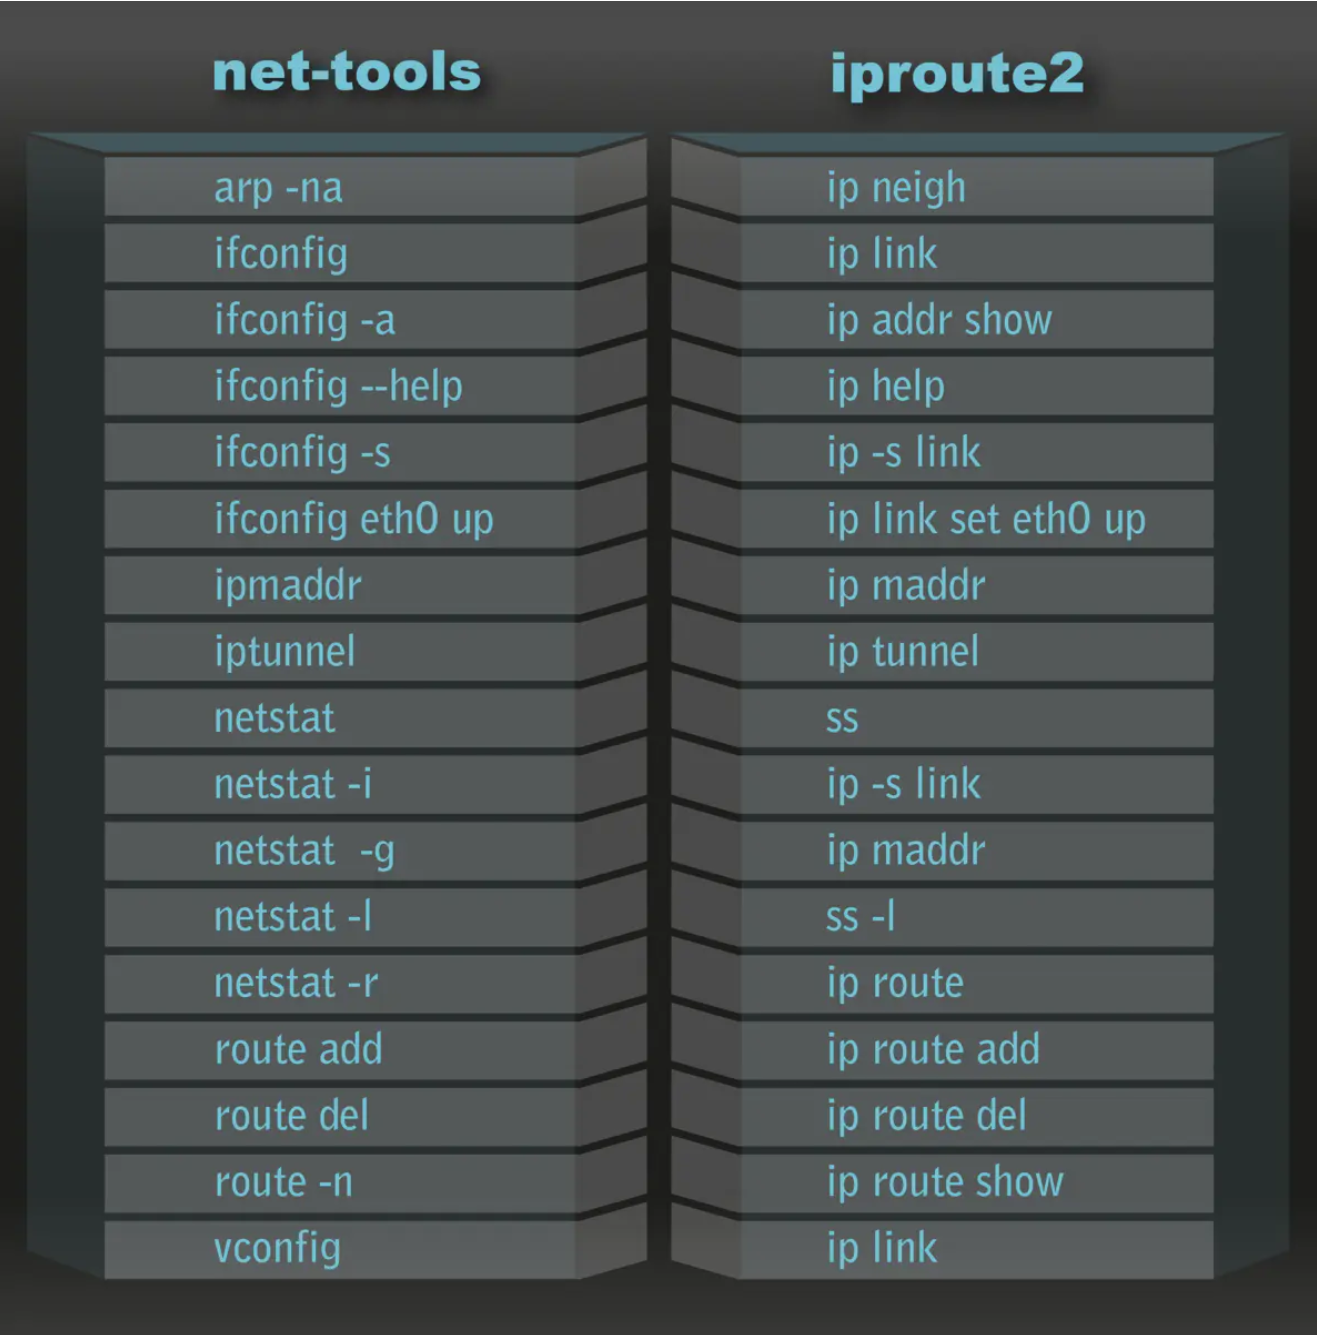 net-tools iproute2
arp -na ip neigh
ifconfig ip link
ifconfig -a ip addr show
ifconfig --help ip help
ifconfig -s ip -s link
ifconfig eth0 up ip link set eth0 up
ipmaddr ip maddr
iptunnel ip tunnel
netstat ss
netstat -i ip -s link
netstat  -g ip maddr
netstat -l ss -l
netstat -r ip route
route add ip route add
route del ip route del
route -n ip route show
vconfig ip link